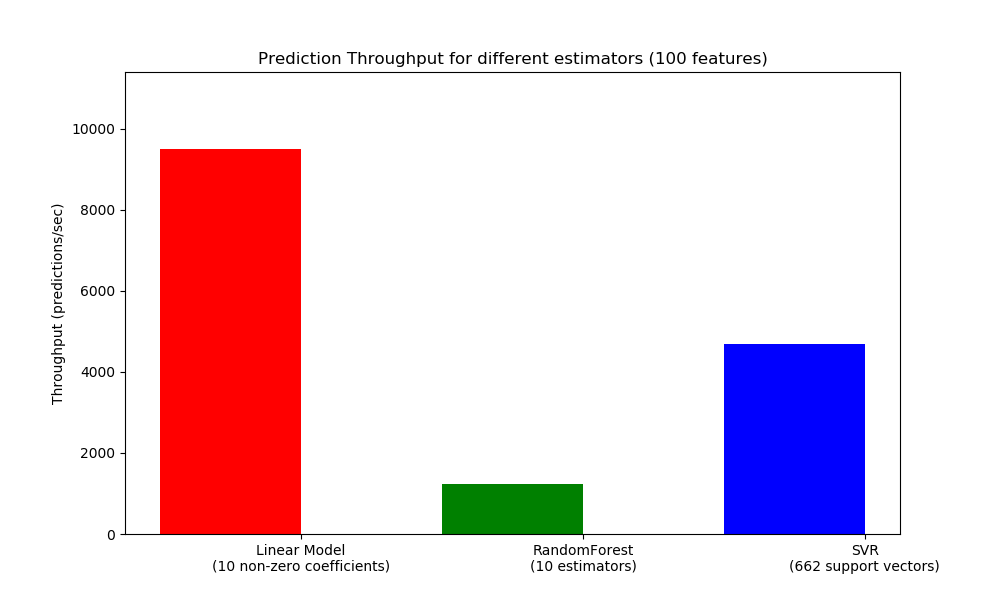 Prediction Throughput for different estimators (100 features)
Throughput (predictions/sec)
10000
8000
6000
4000
2000
0
Linear Model
(10 non-zero coefficients)
RandomForest
(10 estimators)
SVR
(662 support vectors)